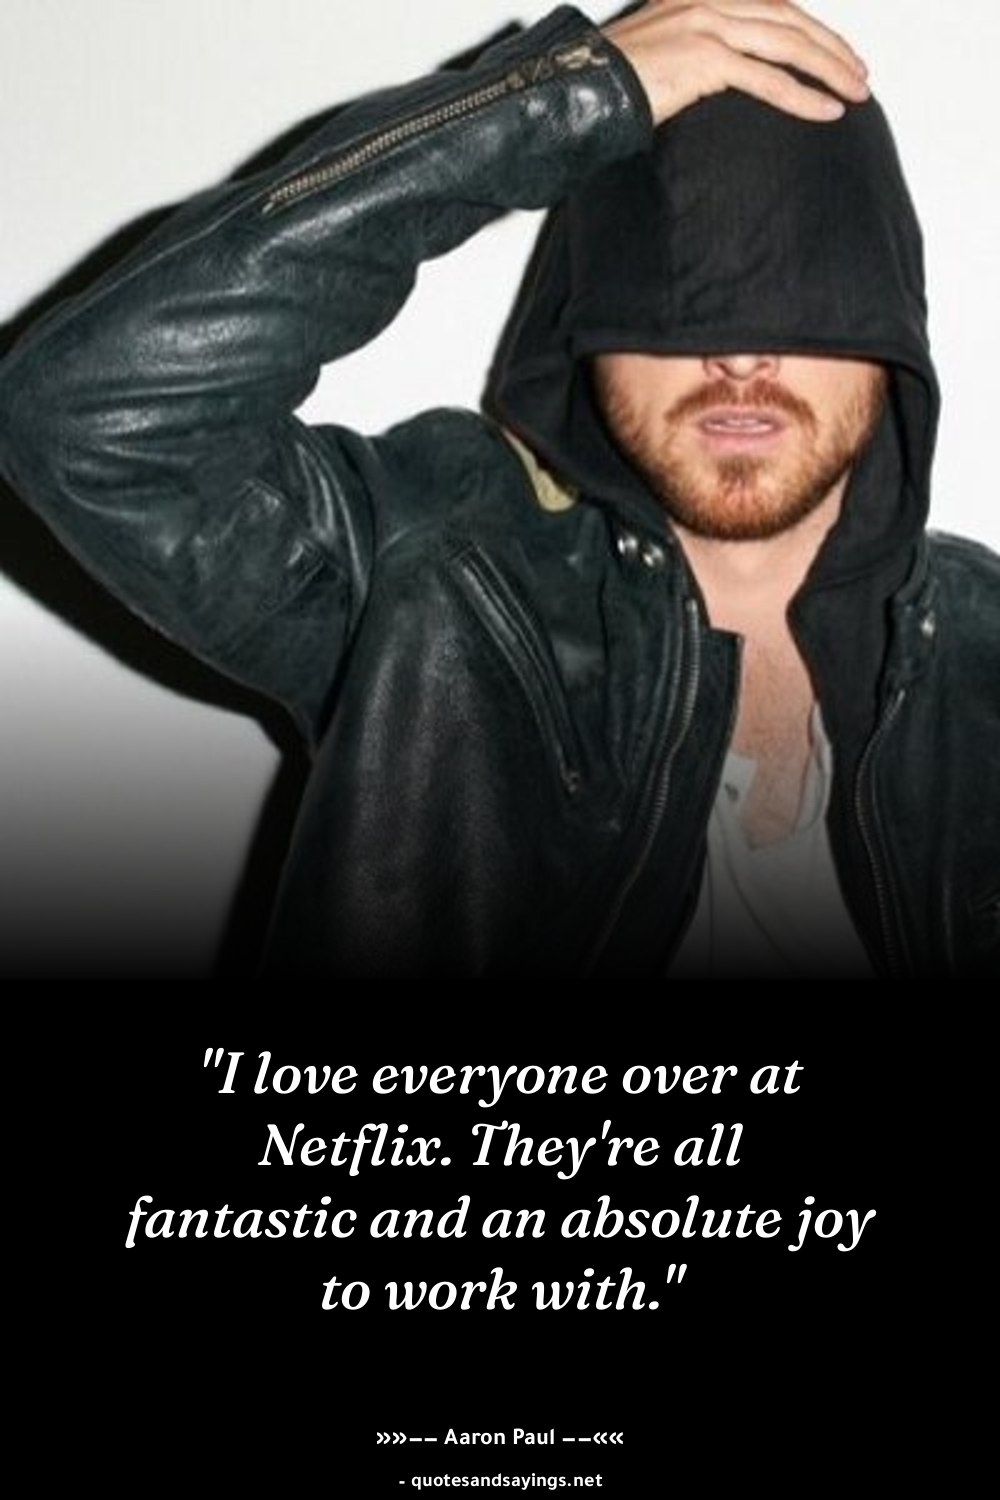 "I love everyone over at
Netflix. They're all
fantastic and an absolute joy
to work with."
»»−− Aaron Paul −−««
- quotesandsayings.net